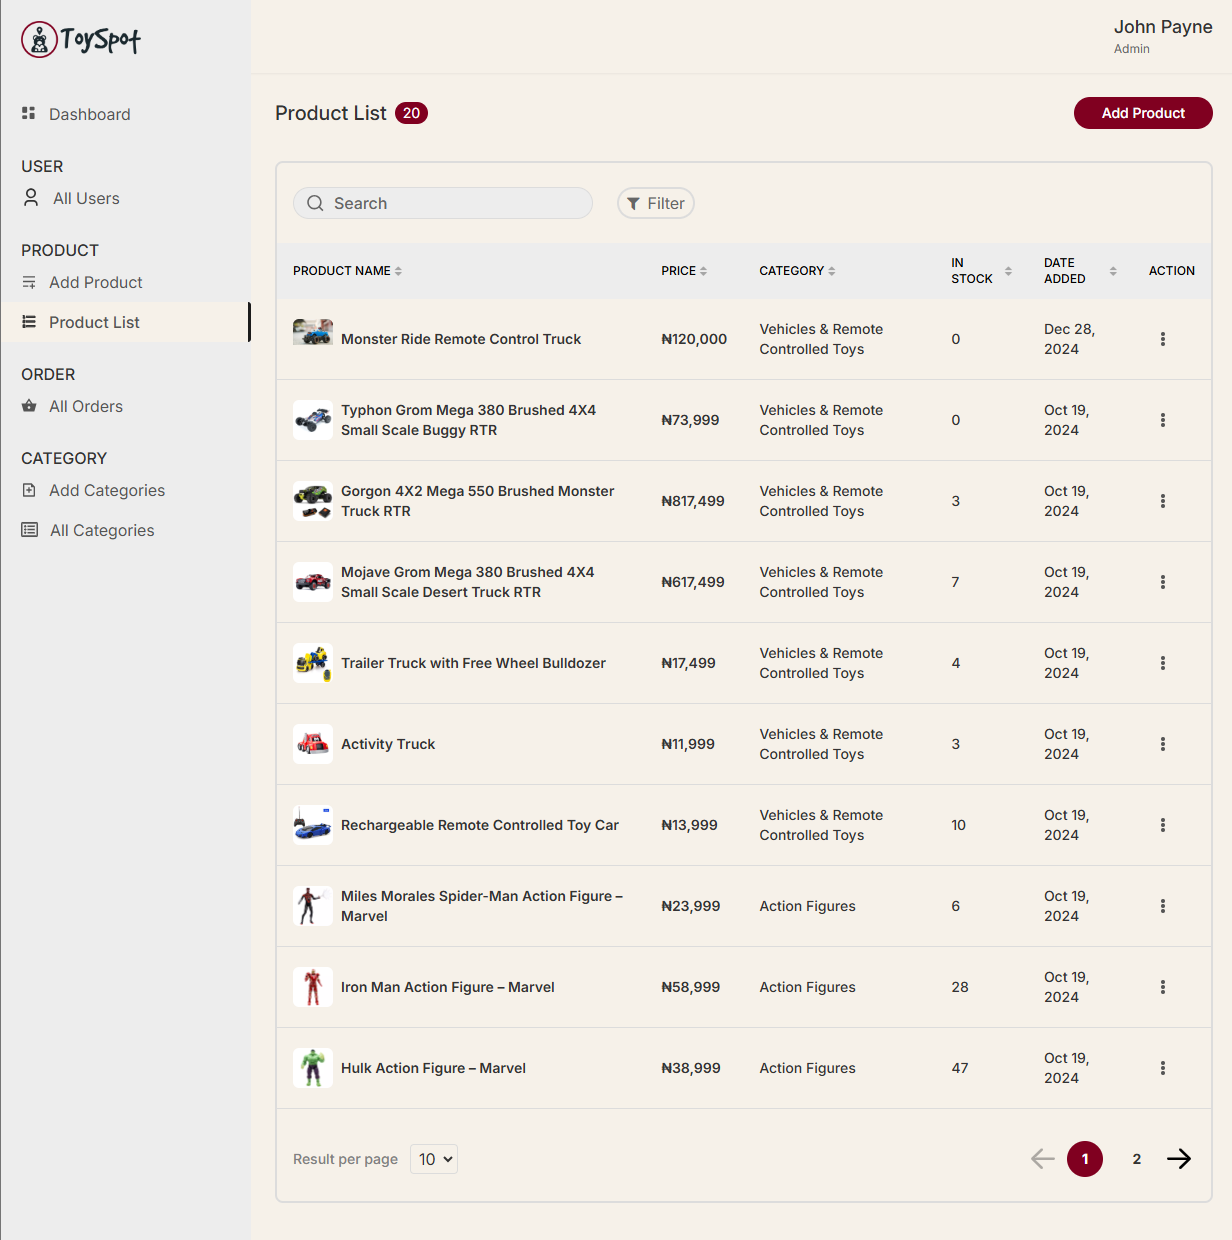 ToySpot
John Payne
Admin
Dashboard
USER
All Users
PRODUCT
Add Product
Product List
ORDER
All Orders
CATEGORY
Add Categories
All Categories
Product List 20
Add Product
Search
Filter
PRODUCT NAME PRICE CATEGORY IN STOCK DATE ADDED ACTION
Monster Ride Remote Control Truck ₦120,000 Vehicles & Remote Controlled Toys 0 Dec 28, 2024
Typhon Grom Mega 380 Brushed 4X4 Small Scale Buggy RTR ₦73,999 Vehicles & Remote Controlled Toys 0 Oct 19, 2024
Gorgon 4X2 Mega 550 Brushed Monster Truck RTR ₦817,499 Vehicles & Remote Controlled Toys 3 Oct 19, 2024
Mojave Grom Mega 380 Brushed 4X4 Small Scale Desert Truck RTR ₦617,499 Vehicles & Remote Controlled Toys 7 Oct 19, 2024
Trailer Truck with Free Wheel Bulldozer ₦17,499 Vehicles & Remote Controlled Toys 4 Oct 19, 2024
Activity Truck ₦11,999 Vehicles & Remote Controlled Toys 3 Oct 19, 2024
Rechargeable Remote Controlled Toy Car ₦13,999 Vehicles & Remote Controlled Toys 10 Oct 19, 2024
Miles Morales Spider-Man Action Figure – Marvel ₦23,999 Action Figures 6 Oct 19, 2024
Iron Man Action Figure – Marvel ₦58,999 Action Figures 28 Oct 19, 2024
Hulk Action Figure – Marvel ₦38,999 Action Figures 47 Oct 19, 2024
Result per page 10
1 2